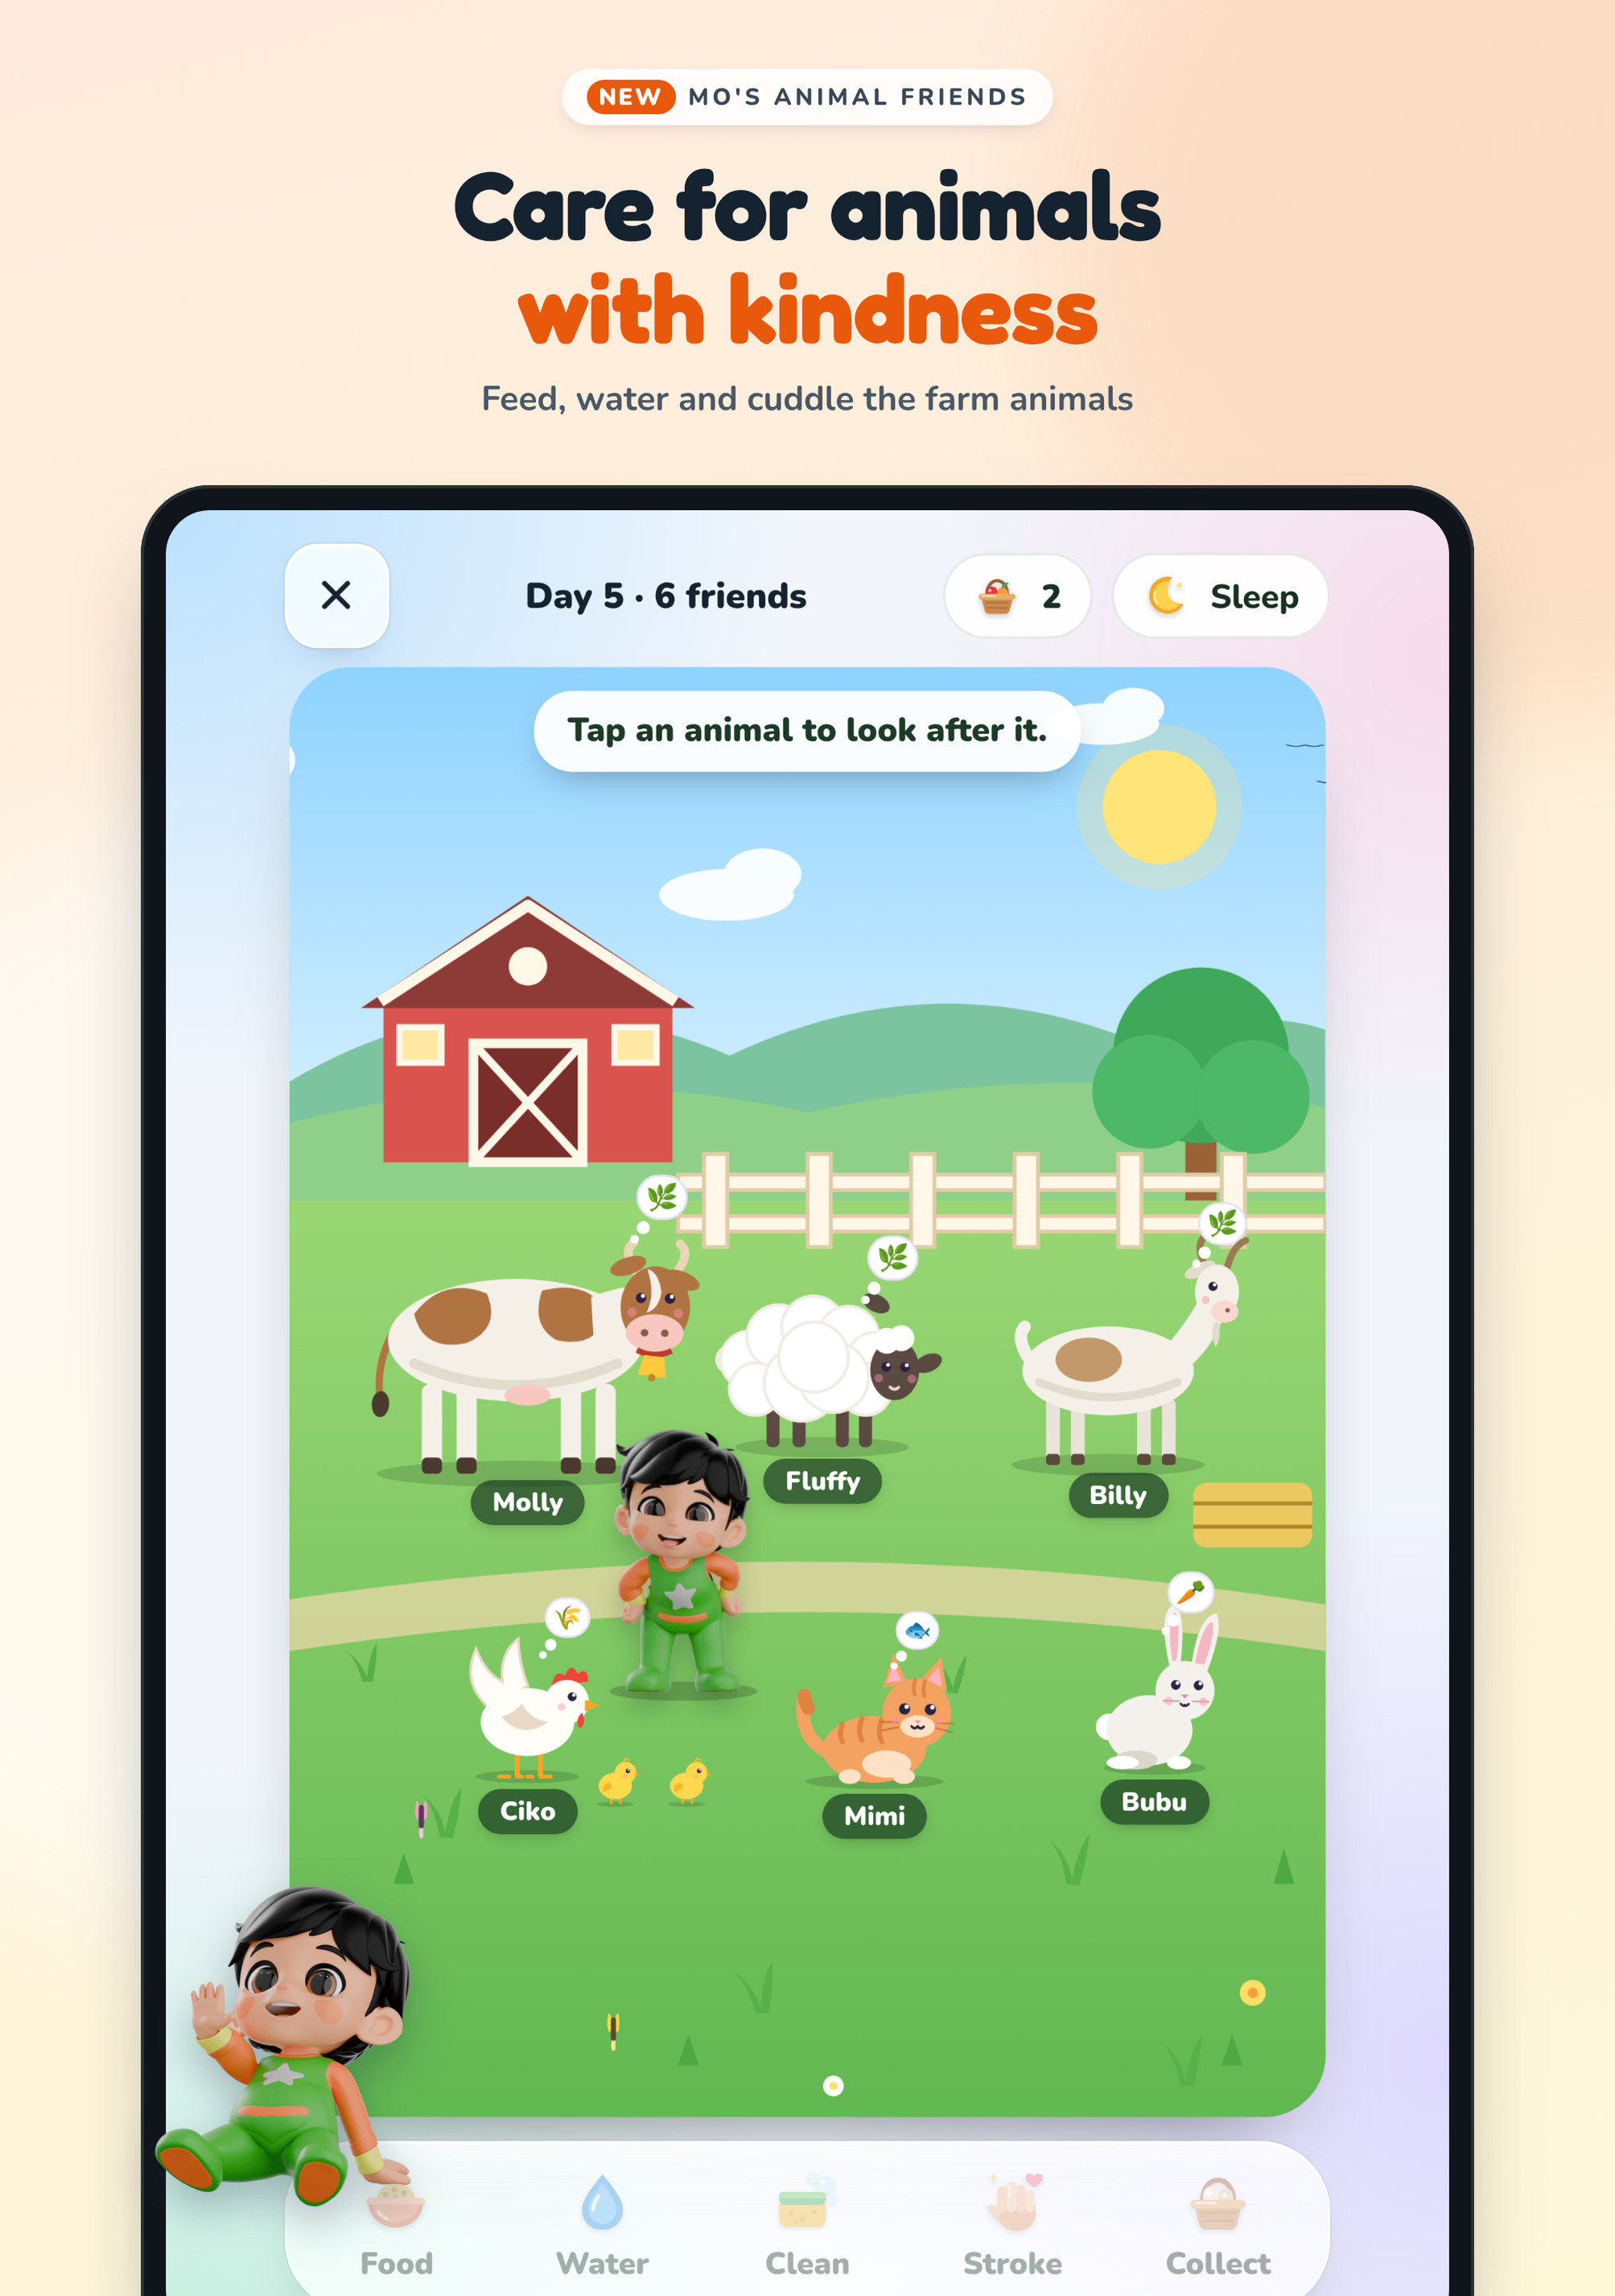 NEW MO'S ANIMAL FRIENDS
Care for animals
with kindness
Feed, water and cuddle the farm animals
Day 5 · 6 friends
2
Sleep
Tap an animal to look after it.
Molly
Fluffy
Billy
Ciko
Mimi
Bubu
Food
Water
Clean
Stroke
Collect